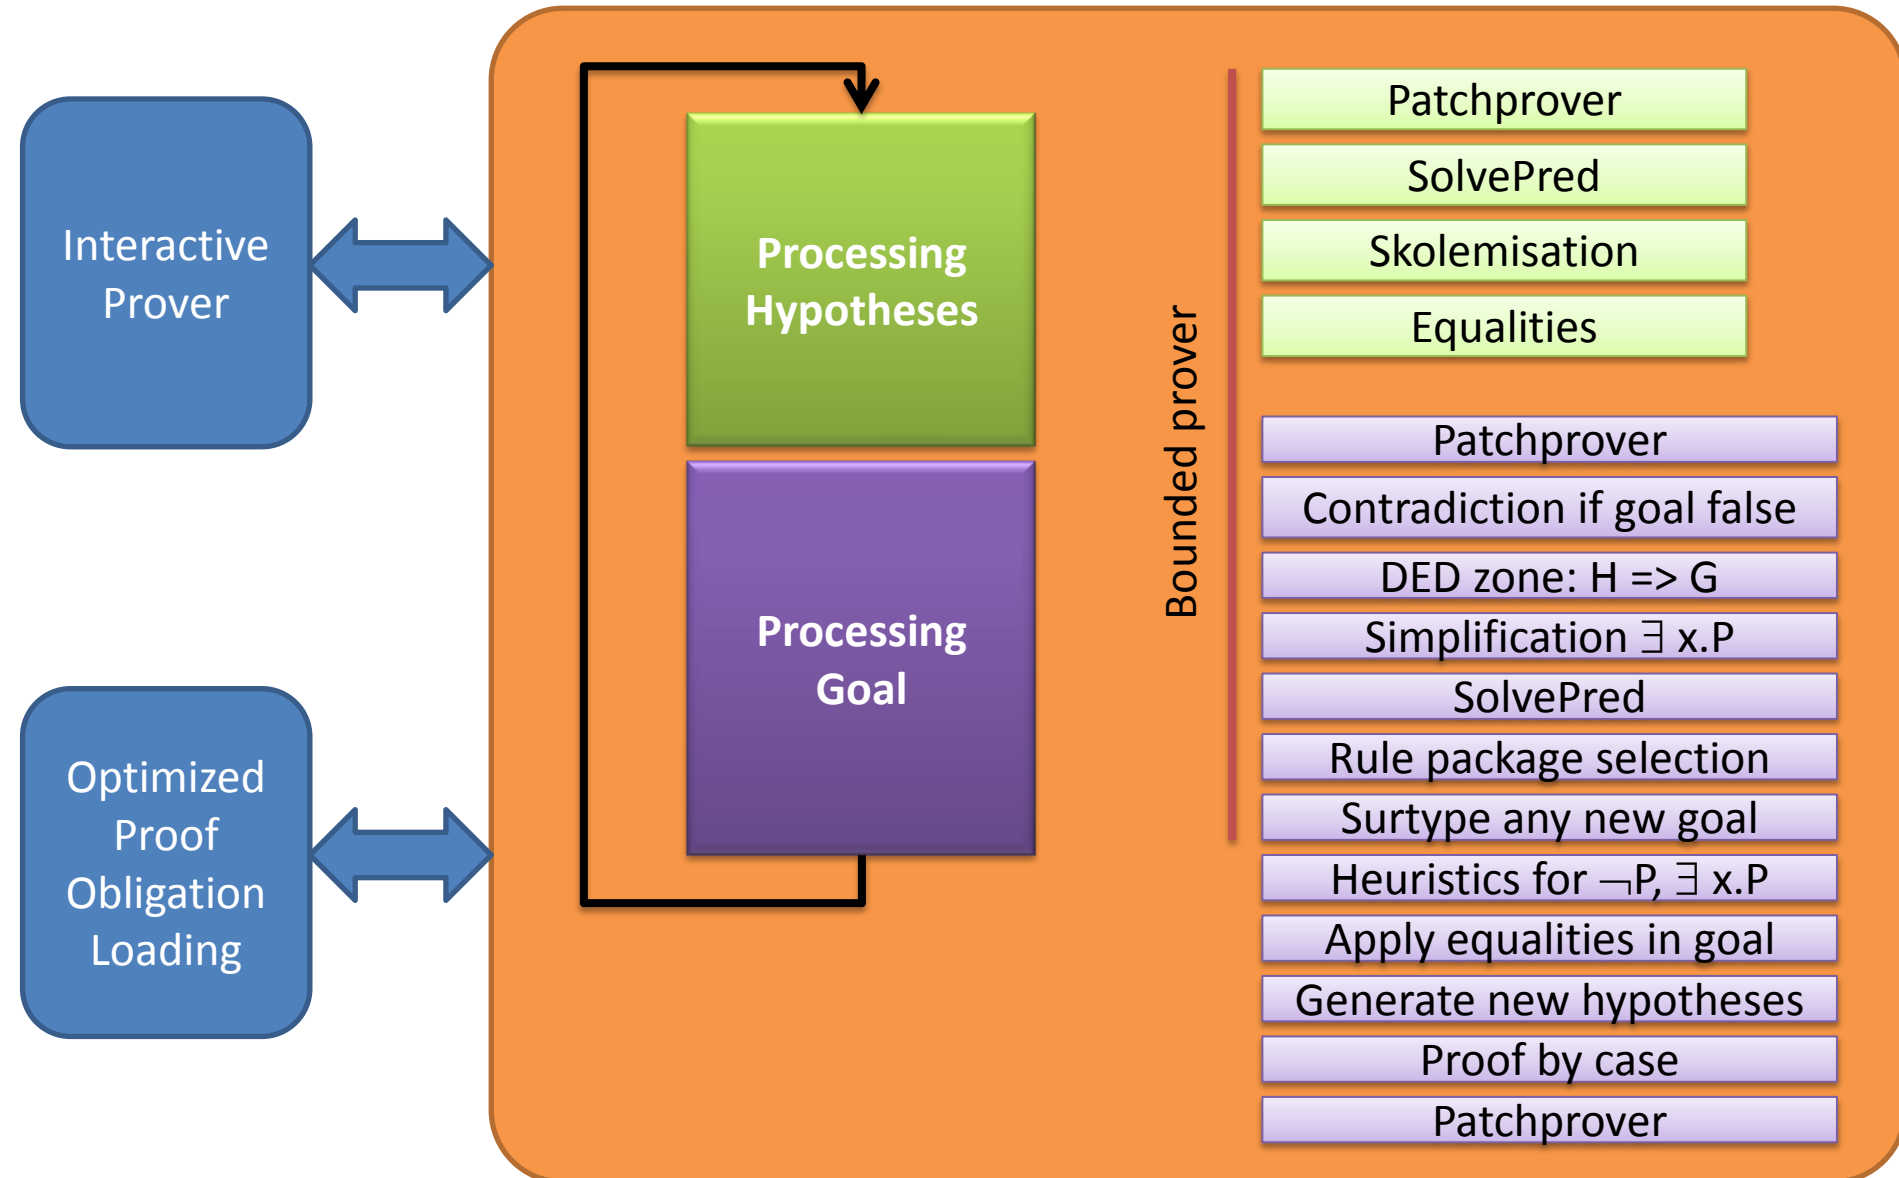 Interactive
Prover
Optimized
Proof
Obligation
Loading
Processing
Hypotheses
Processing
Goal
Bounded prover
Patchprover
SolvePred
Skolemisation
Equalities
Patchprover
Contradiction if goal false
DED zone: H => G
Simplification ∃ x.P
SolvePred
Rule package selection
Surtype any new goal
Heuristics for ¬P, ∃ x.P
Apply equalities in goal
Generate new hypotheses
Proof by case
Patchprover